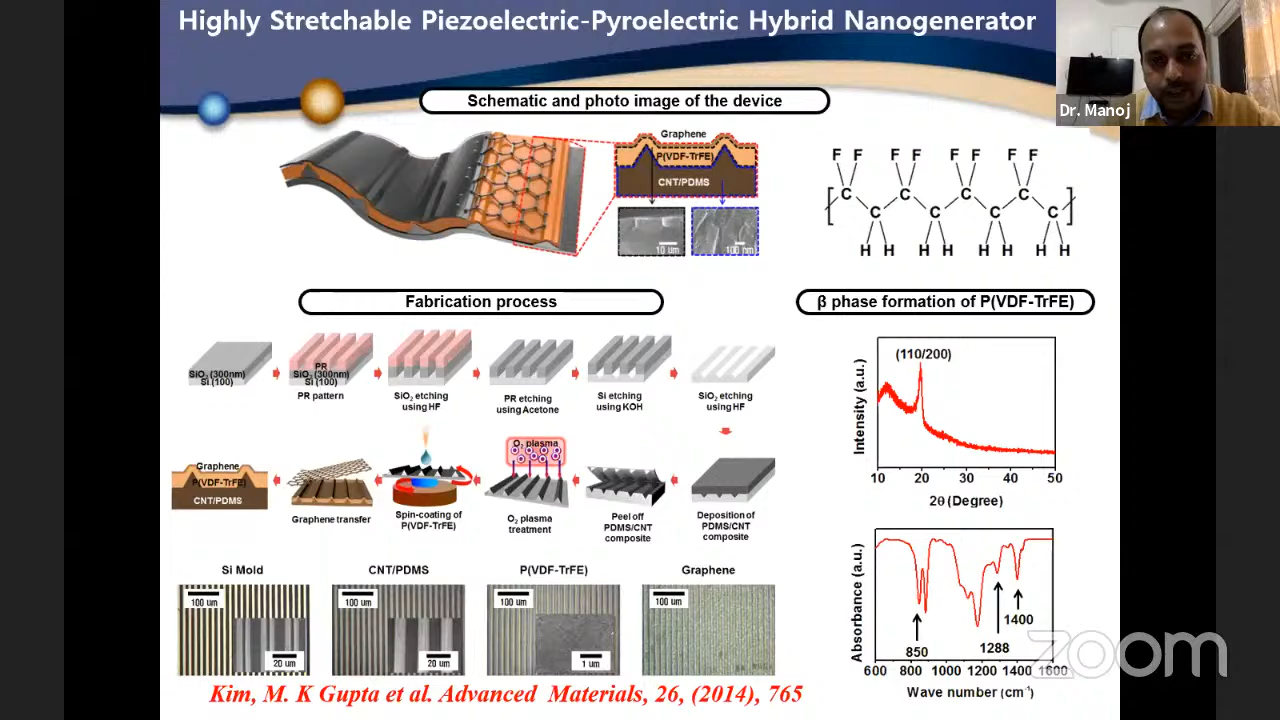 Highly Stretchable Piezoelectric-Pyroelectric Hybrid Nanogenerator
Dr. Manoj
Schematic and photo image of the device
Graphene
P(VDF-TrFE)
CNT/PDMS
10 um
100 nm
F F F F F F F F
C C C C
C C C C
H H H H H H H H
Fabrication process
β phase formation of P(VDF-TrFE)
SiO₂ (300nm)
Si (100)
PR
SiO₂ (300nm)
Si (100)
PR pattern
SiO₂ etching
using HF
PR etching
using Acetone
Si etching
using KOH
SiO₂ etching
using HF
Graphene
P(VDF-TrFE)
CNT/PDMS
Graphene transfer
Spin-coating of
P(VDF-TrFE)
O₂ plasma
O₂ plasma
treatment
Peel off
PDMS/CNT
composite
Deposition of
PDMS/CNT
composite
Intensity (a.u.)
(110/200)
10 20 30 40 50
2θ (Degree)
Si Mold
CNT/PDMS
P(VDF-TrFE)
Graphene
100 um
20 um
100 um
20 um
100 um
1 um
100 um
Absorbance (a.u.)
850
1288
1400
600 800 1000 1200 1400 1600
Wave number (cm⁻¹)
zoom
Kim, M. K Gupta et al. Advanced Materials, 26, (2014), 765